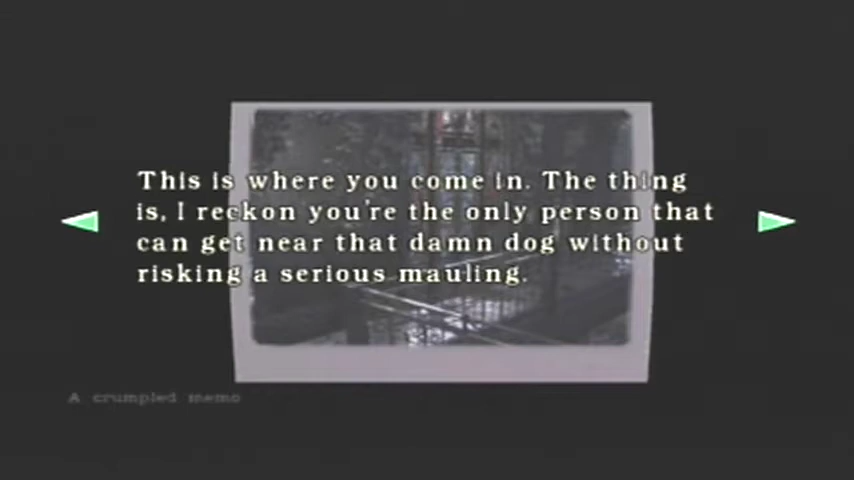 This is where you come in. The thing
is, I reckon you're the only person that
can get near that damn dog without
risking a serious mauling.
A crumpled memo